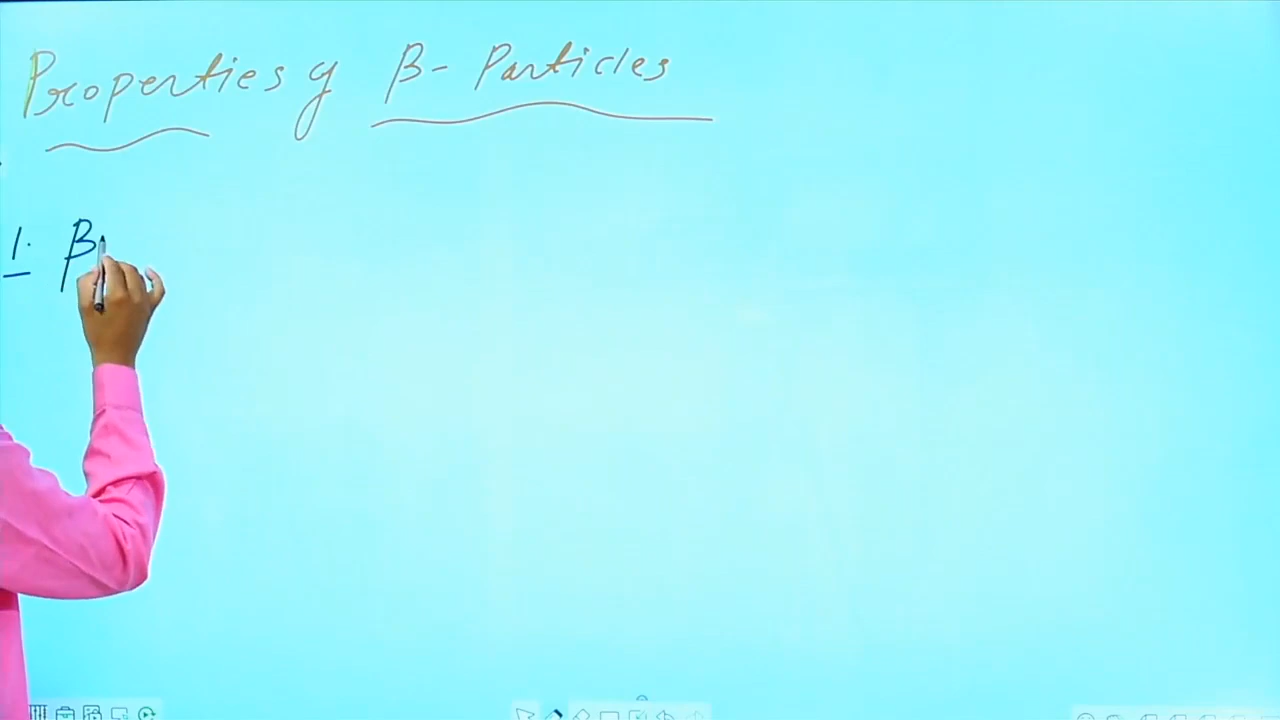 Properties of β- Particles
1. β